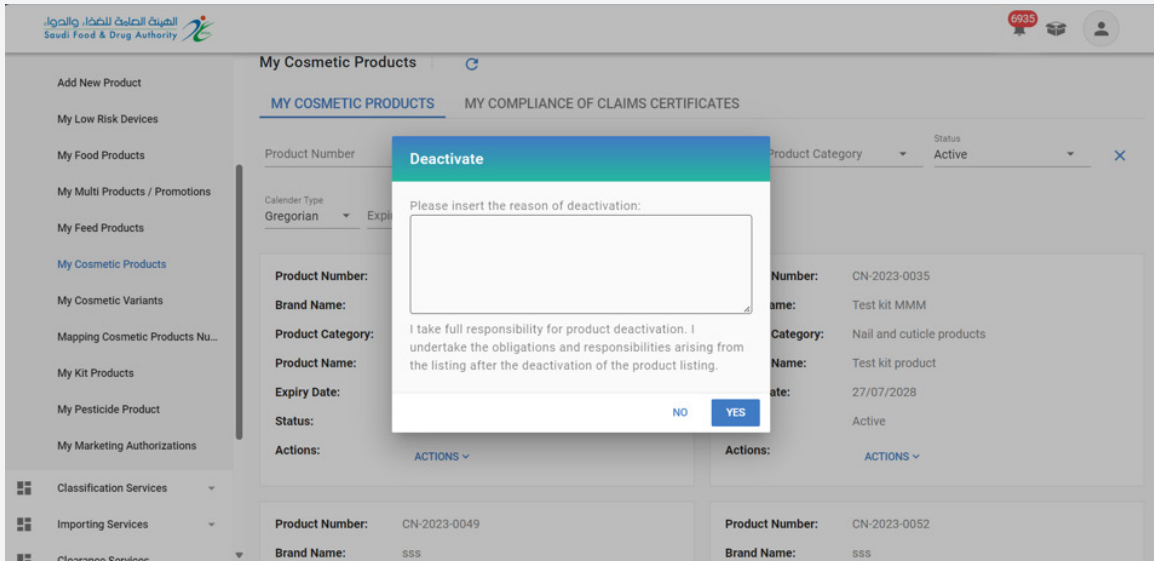 الهيئة العامة للغذاء والدواء
Saudi Food & Drug Authority
6935
Add New Product
My Low Risk Devices
My Food Products
My Multi Products / Promotions
My Feed Products
My Cosmetic Products
My Cosmetic Variants
Mapping Cosmetic Products Nu...
My Kit Products
My Pesticide Product
My Marketing Authorizations
Classification Services
Importing Services
Clearance Services
My Cosmetic Products
MY COSMETIC PRODUCTS MY COMPLIANCE OF CLAIMS CERTIFICATES
Product Number
Product Category
Status
Active
Calender Type
Gregorian
Deactivate
Please insert the reason of deactivation:
I take full responsibility for product deactivation. I
undertake the obligations and responsibilities arising from
the listing after the deactivation of the product listing.
NO YES
Product Number:
Brand Name:
Product Category:
Product Name:
Expiry Date:
Status:
Actions: ACTIONS
Number: CN-2023-0035
Test kit MMM
Category: Nail and cuticle products
Name: Test kit product
27/07/2028
Active
Actions: ACTIONS
Product Number: CN-2023-0049
Brand Name: sss
Product Number: CN-2023-0052
Brand Name: sss